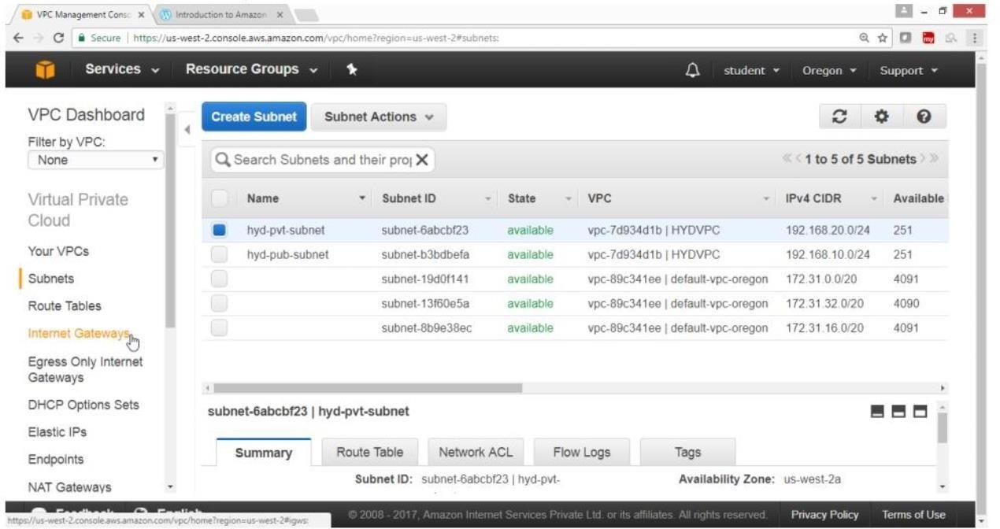 VPC Management Conso
Introduction to Amazon
Secure | https://us-west-2.console.aws.amazon.com/vpc/home?region=us-west-2#subnets:
my
Services Resource Groups student Oregon Support
VPC Dashboard
Filter by VPC:
None
Virtual Private
Cloud
Your VPCs
Subnets
Route Tables
Internet Gateways
Egress Only Internet
Gateways
DHCP Options Sets
Elastic IPs
Endpoints
NAT Gateways
Create Subnet Subnet Actions
Search Subnets and their prop
1 to 5 of 5 Subnets
Name Subnet ID State VPC IPv4 CIDR Available
hyd-pvt-subnet subnet-6abcbf23 available vpc-7d934d1b | HYDVPC 192.168.20.0/24 251
hyd-pub-subnet subnet-b3bdbefa available vpc-7d934d1b | HYDVPC 192.168.10.0/24 251
subnet-19d0f141 available vpc-89c341ee | default-vpc-oregon 172.31.0.0/20 4091
subnet-13f60e5a available vpc-89c341ee | default-vpc-oregon 172.31.32.0/20 4090
subnet-8b9e38ec available vpc-89c341ee | default-vpc-oregon 172.31.16.0/20 4091
subnet-6abcbf23 | hyd-pvt-subnet
Summary Route Table Network ACL Flow Logs Tags
Subnet ID: subnet-6abcbf23 | hyd-pvt- Availability Zone: us-west-2a
Feedback English
© 2008 - 2017, Amazon Internet Services Private Ltd. or its affiliates. All rights reserved. Privacy Policy Terms of Use
https://us-west-2.console.aws.amazon.com/vpc/home?region=us-west-2#igws: